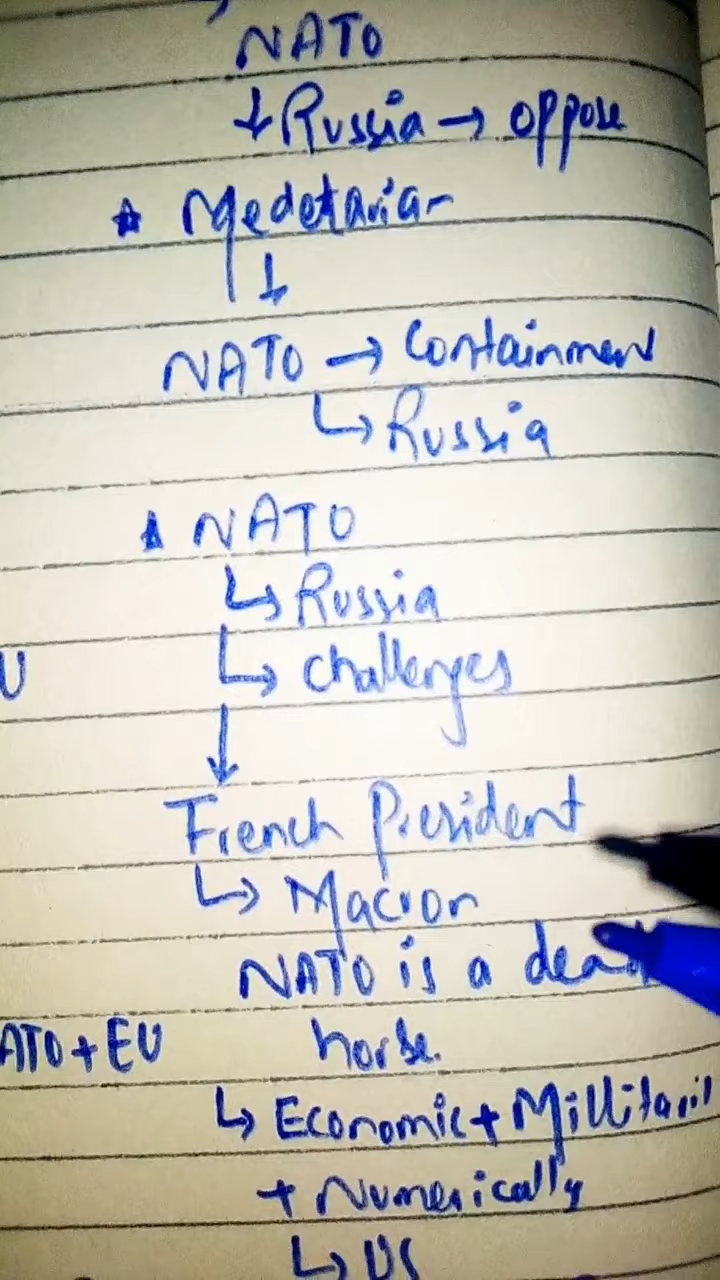 NATO
↓ Russia → oppose
☆ Medetarian
↓
NATO → Containment
↳ Russia
☆ NATO
↳ Russia
U ↳ challenges
↓
French President
↳ Macron
NATO is a dead
ATO + EU horse.
↳ Economic + Millitaril
+ Numerically
↳ US